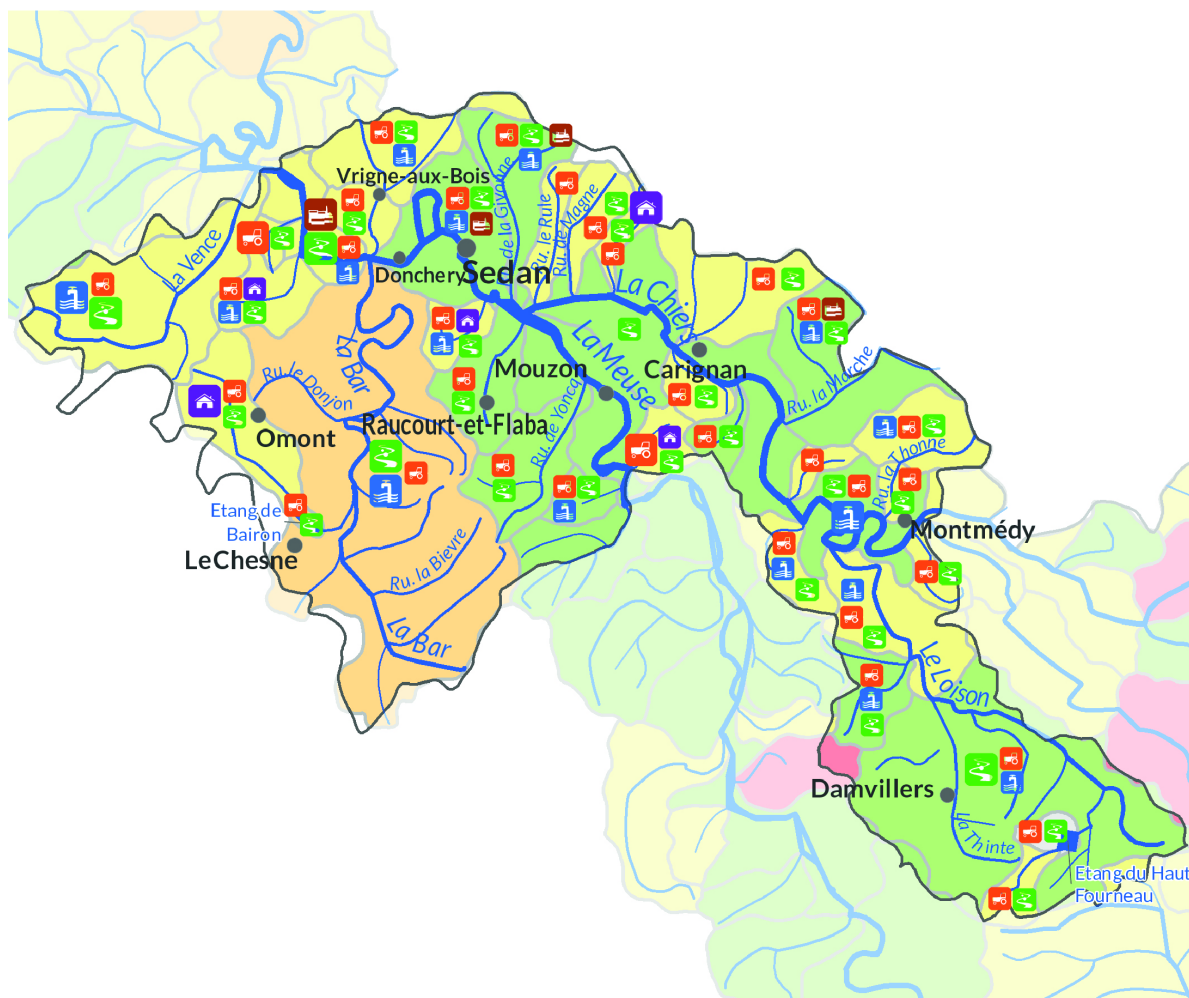 Vrigne-aux-Bois
de la Givonne
Ru. le Rule
Ru. de Magne
La Vence
Donchery
Sedan
La Chiers
La Bar
La Meuse
Mouzon
Carignan
Ru. la Marche
Ru. le Donjon
Raucourt-et-Flaba
Ru. de Yoncq
Omont
Ru. la Thonne
Etang de
Bairon
Montmédy
Le Chesne
Ru. la Bievre
La Bar
Le Loison
Damvillers
La Thinte
Etang du Haut
Fourneau